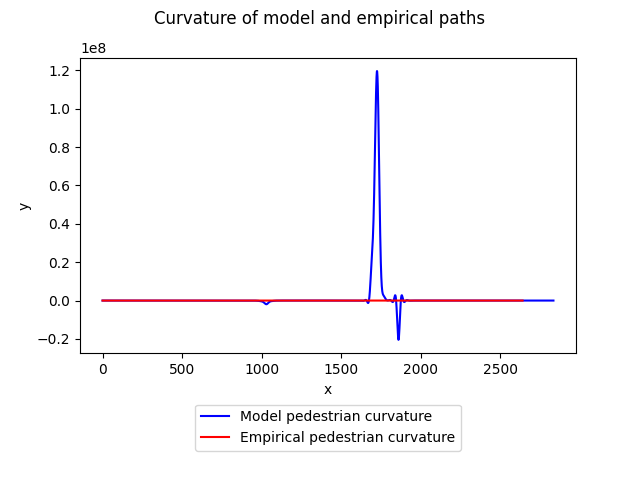 Curvature of model and empirical paths
1e8
1.2
1.0
0.8
0.6
0.4
0.2
0.0
−0.2
y
0 500 1000 1500 2000 2500
x
Model pedestrian curvature
Empirical pedestrian curvature